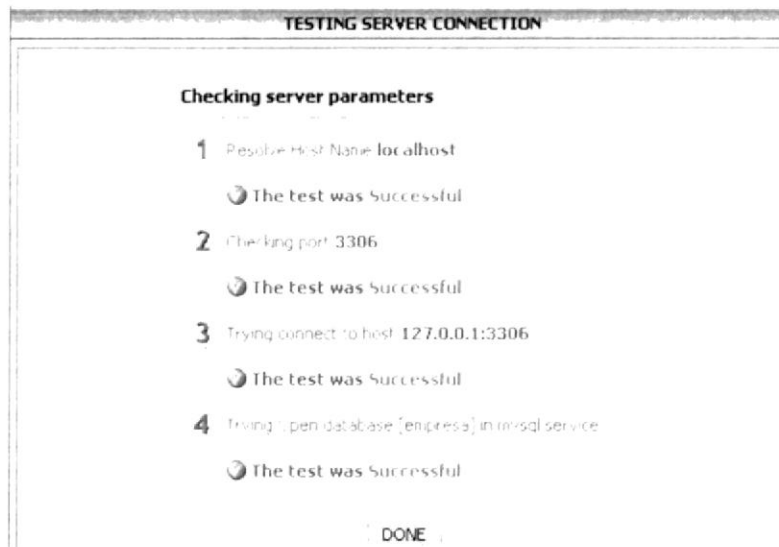 TESTING SERVER CONNECTION
Checking server parameters
1 Resolve Host Name localhost
The test was Successful
2 Checking port 3306
The test was Successful
3 Trying connect to host 127.0.0.1:3306
The test was Successful
4 Trying open database [empresa] in mysql service
The test was Successful
DONE